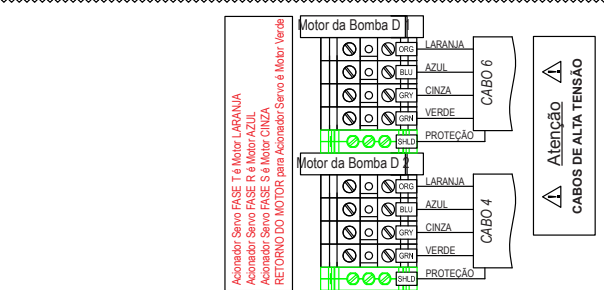 Acionador Servo FASE T é Motor LARANJA
Acionador Servo FASE R é Motor AZUL
Acionador Servo FASE S é Motor CINZA
RETORNO DO MOTOR para Acionador Servo é Motor Verde
Motor da Bomba D 1
ORG LARANJA
BLU AZUL
GRY CINZA
GRN VERDE
SHLD PROTEÇÃO
CABO 6
Motor da Bomba D 2
ORG LARANJA
BLU AZUL
GRY CINZA
GRN VERDE
SHLD PROTEÇÃO
CABO 4
Atenção
CABOS DE ALTA TENSÃO